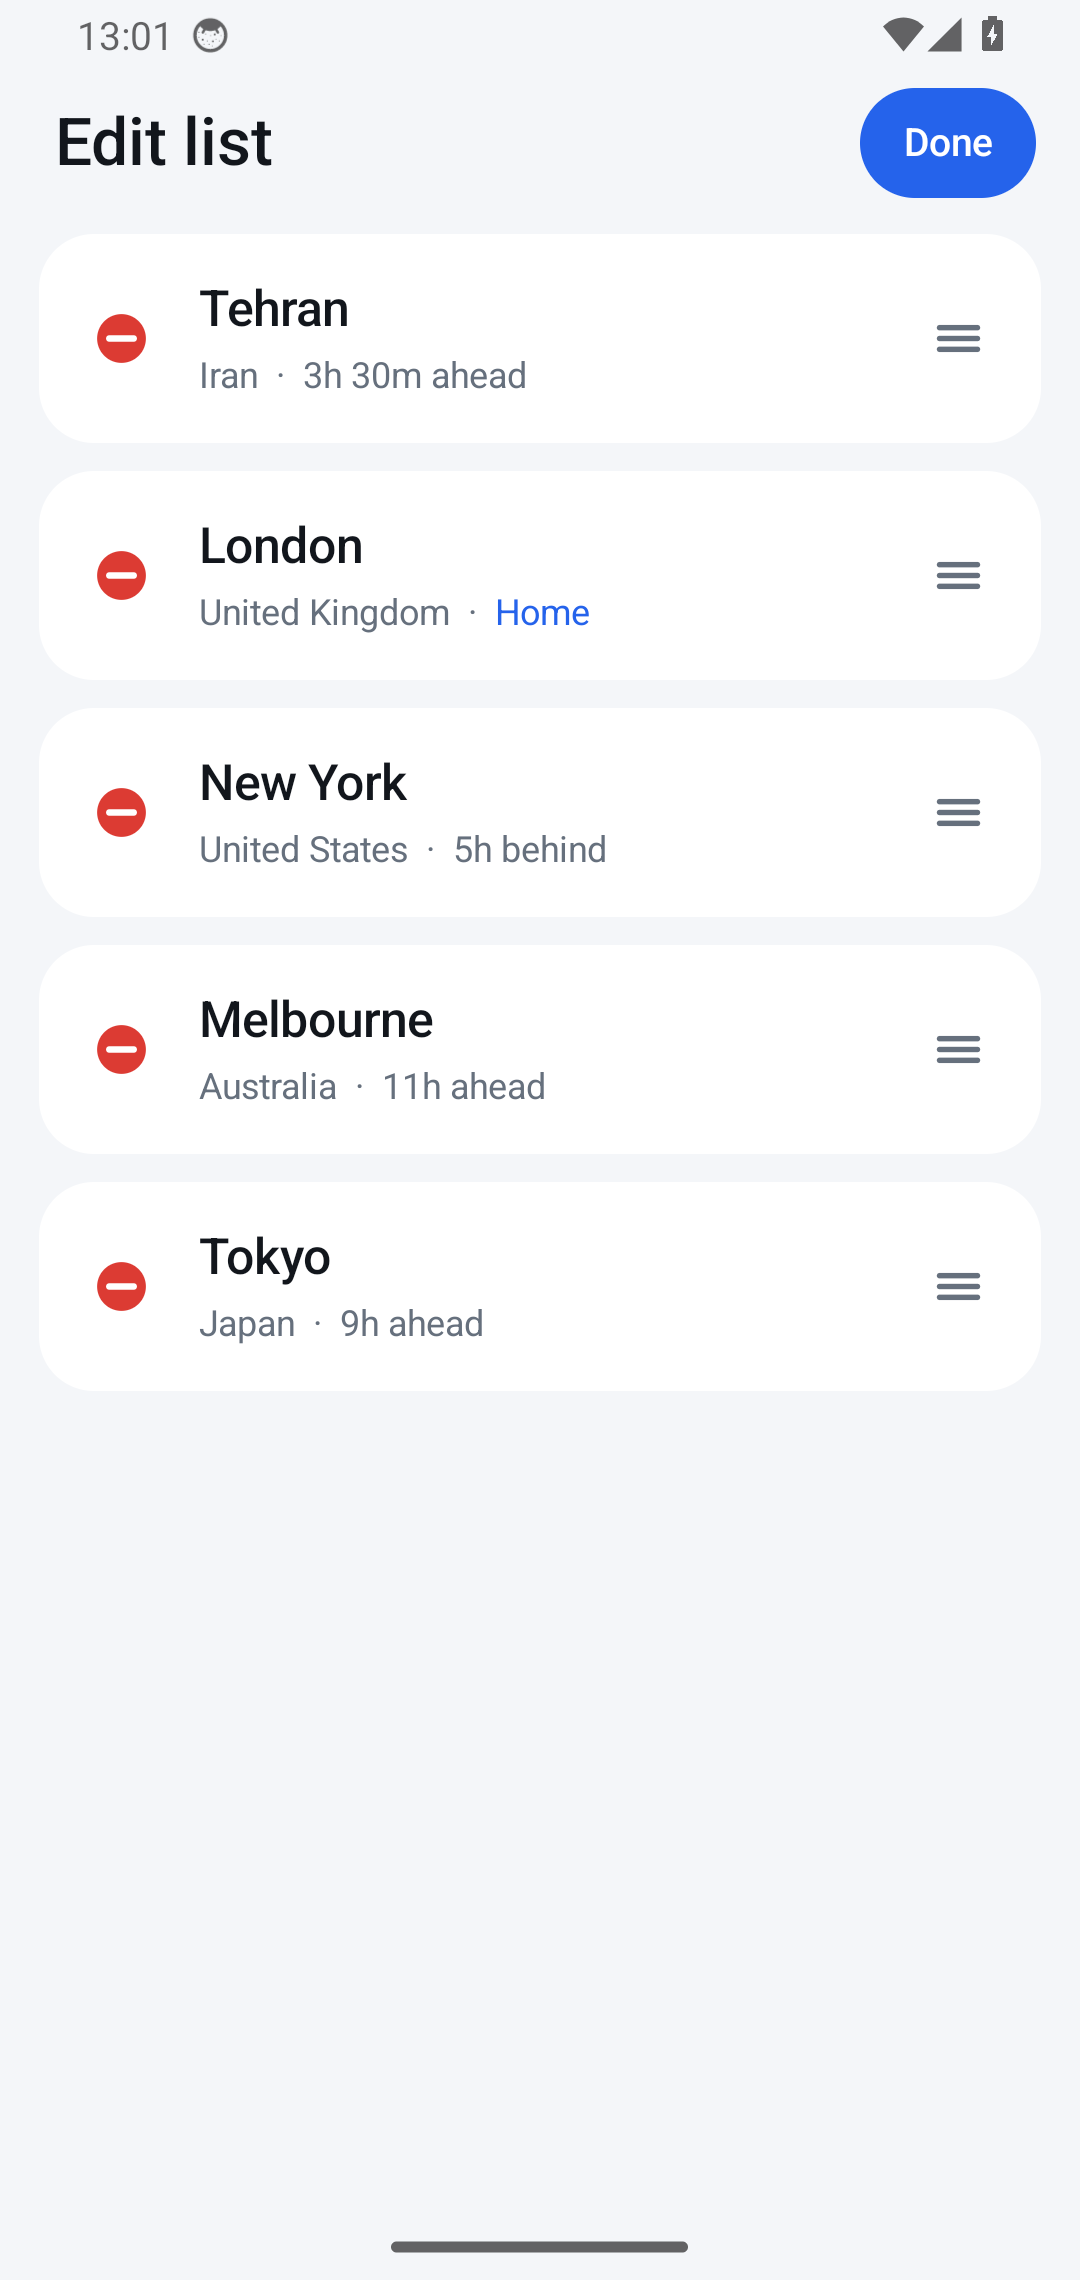 13:01
Edit list
Done
Tehran
Iran · 3h 30m ahead
London
United Kingdom · Home
New York
United States · 5h behind
Melbourne
Australia · 11h ahead
Tokyo
Japan · 9h ahead